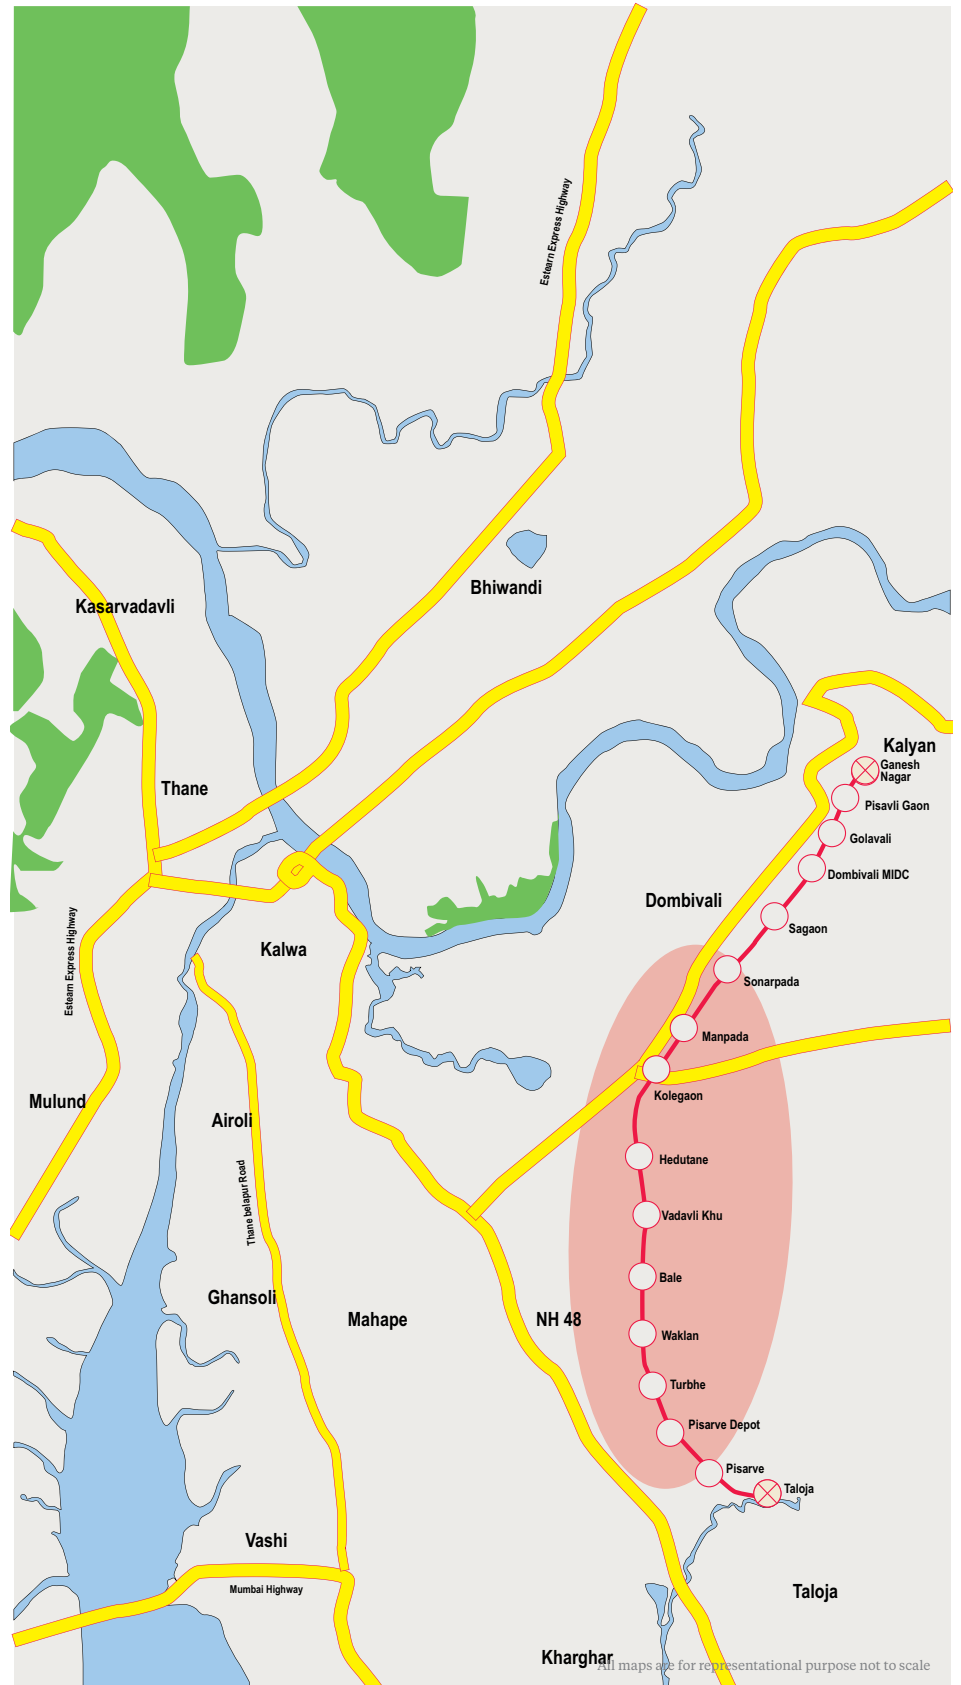 Estearn Express Highway
Bhiwandi
Kasarvadavli
Kalyan
Ganesh
Nagar
Thane
Pisavli Gaon
Golavali
Dombivali MIDC
Dombivali
Sagaon
Estearn Express Highway
Kalwa
Sonarpada
Manpada
Kolegaon
Mulund
Airoli
Hedutane
Thane belapur Road
Vadavli Khu
Bale
Ghansoli
Mahape
NH 48
Waklan
Turbhe
Pisarve Depot
Pisarve
Taloja
Vashi
Mumbai Highway
Taloja
Kharghar
All maps are for representational purpose not to scale